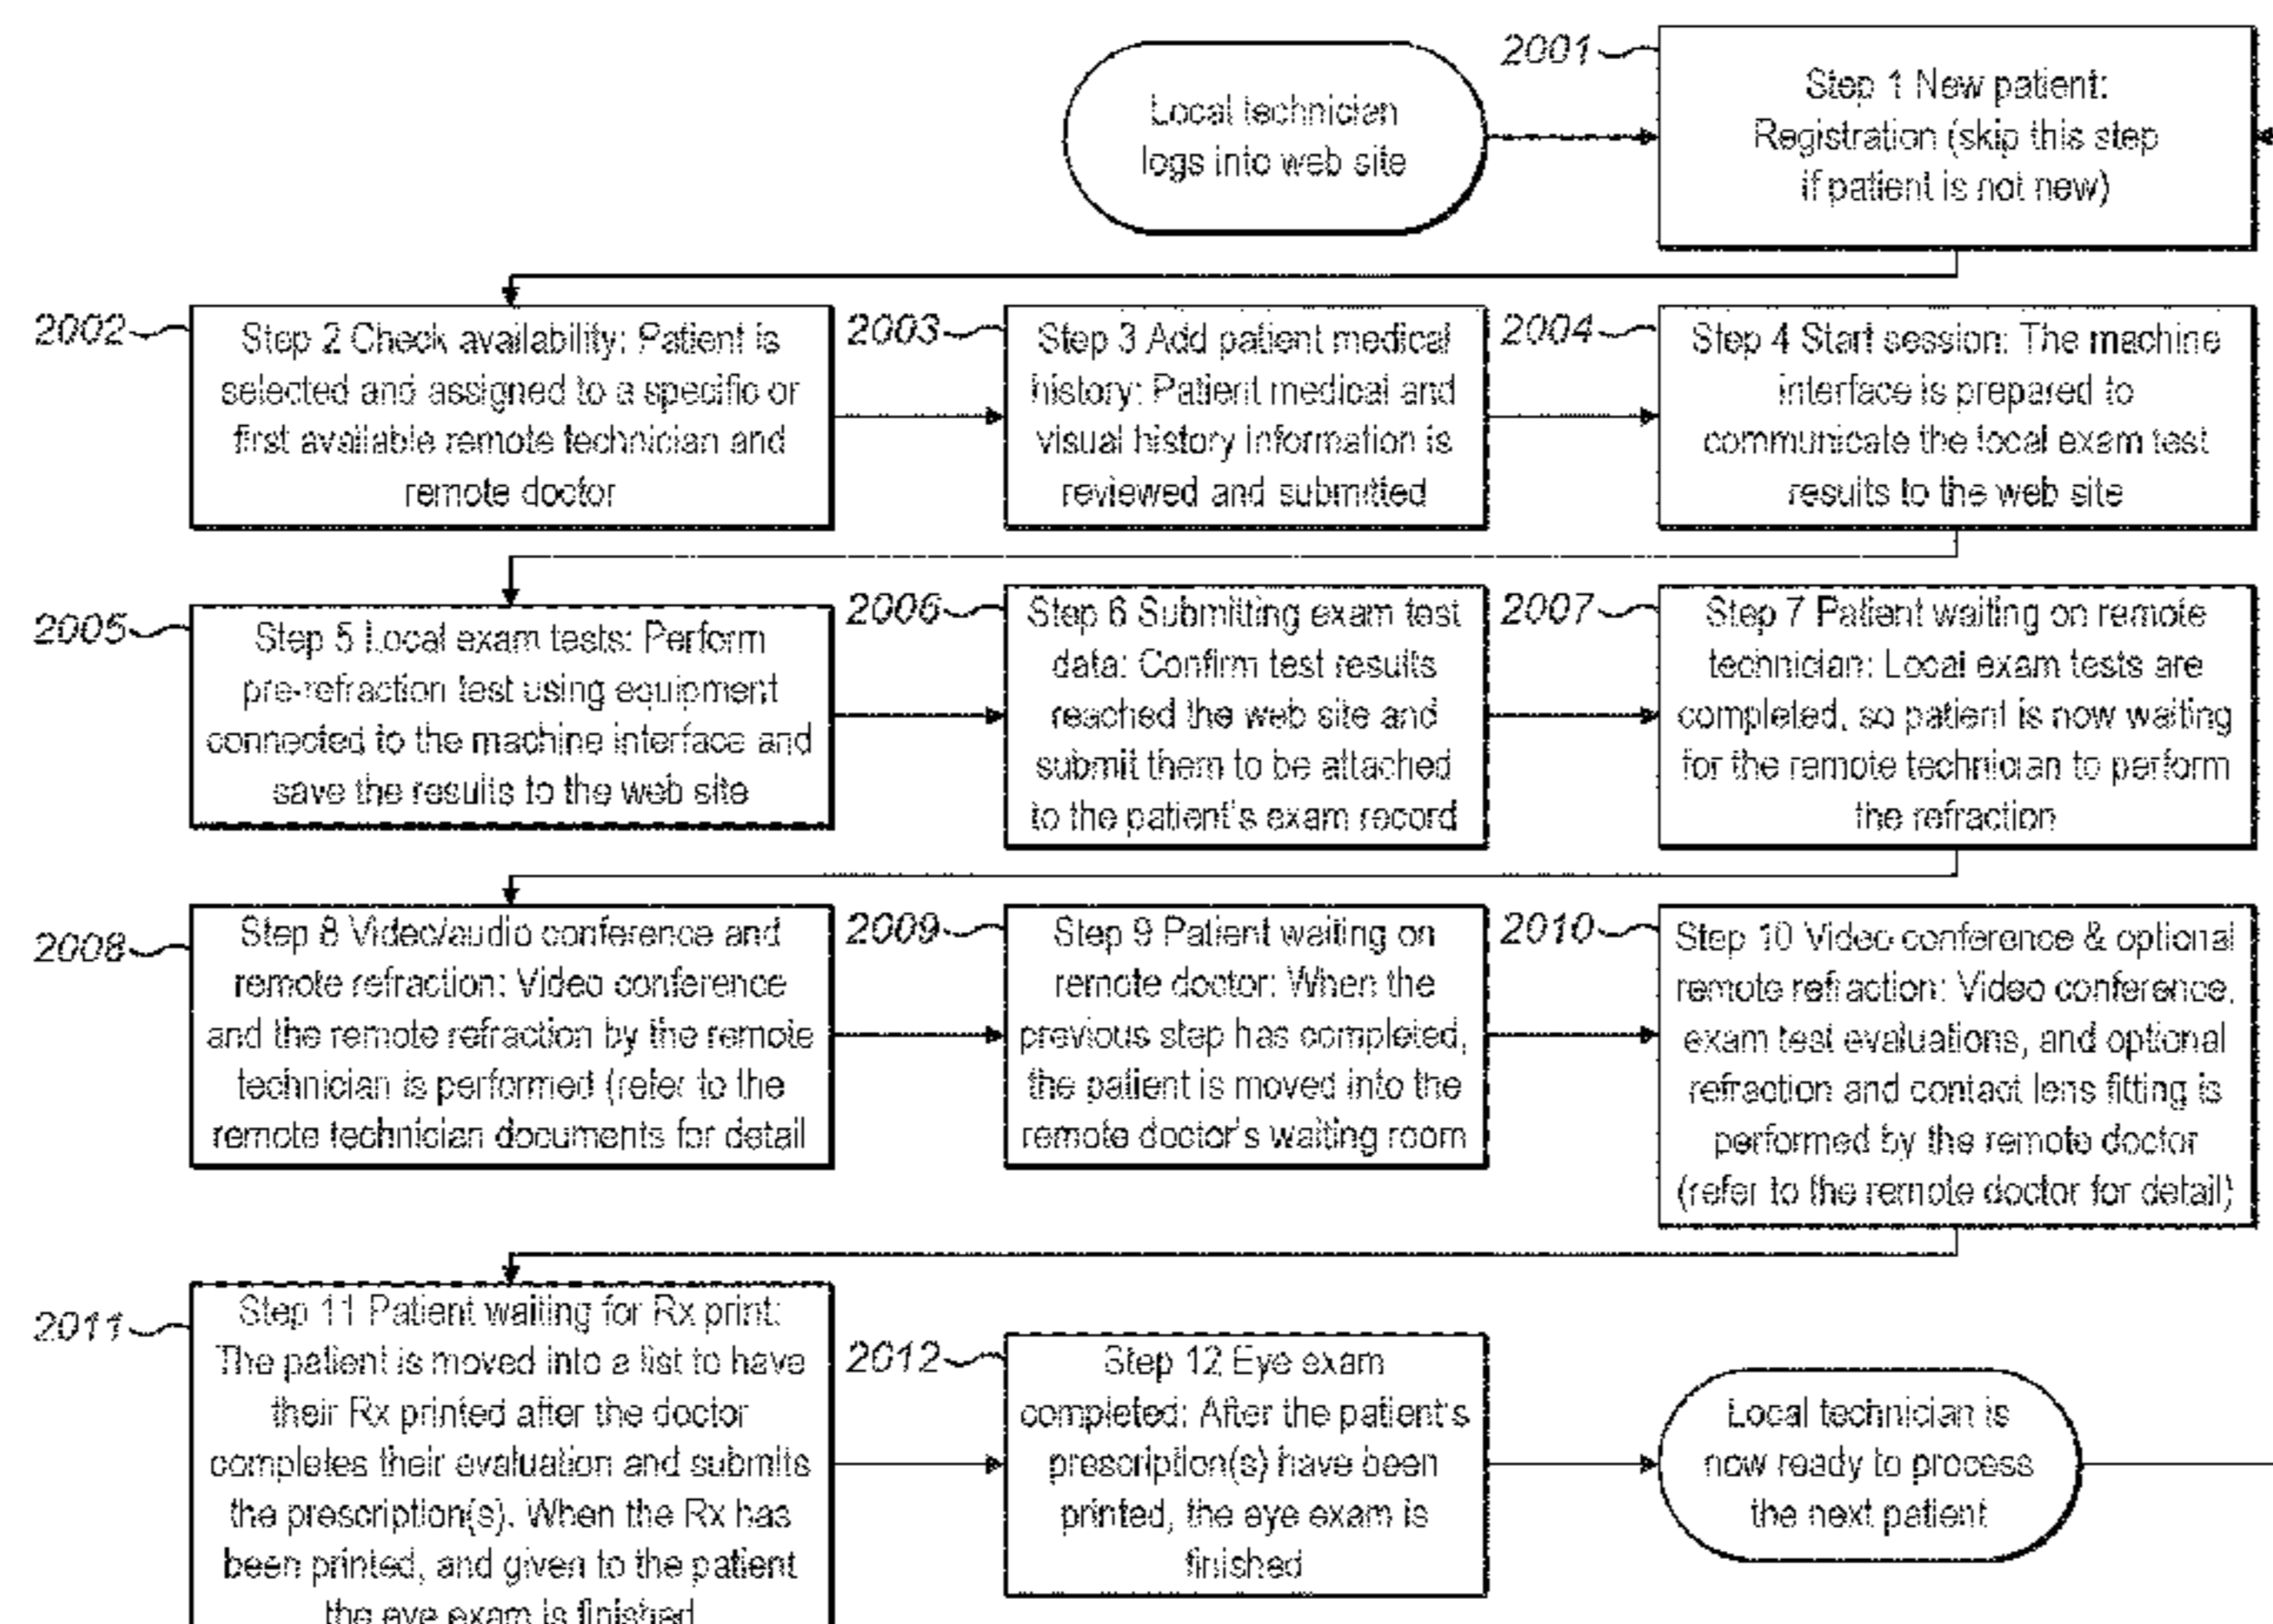 Local technician
logs into web site
2001
Step 1 New patient:
Registration (skip this step
if patient is not new)
2002
Step 2 Check availability: Patient is
selected and assigned to a specific or
first available remote technician and
remote doctor
2003
Step 3 Add patient medical
history: Patient medical and
visual history information is
reviewed and submitted
2004
Step 4 Start session: The machine
interface is prepared to
communicate the local exam test
results to the web site
2005
Step 5 Local exam tests: Perform
pre-refraction test using equipment
connected to the machine interface and
save the results to the web site
2006
Step 6 Submitting exam test
data: Confirm test results
reached the web site and
submit them to be attached
to the patient's exam record
2007
Step 7 Patient waiting on remote
technician: Local exam tests are
completed, so patient is now waiting
for the remote technician to perform
the refraction
2008
Step 8 Video/audio conference and
remote refraction: Video conference
and the remote refraction by the remote
technician is performed (refer to the
remote technician documents for detail
2009
Step 9 Patient waiting on
remote doctor: When the
previous step has completed,
the patient is moved into the
remote doctor's waiting room
2010
Step 10 Video conference & optional
remote refraction: Video conference,
exam test evaluations, and optional
refraction and contact lens fitting is
performed by the remote doctor
(refer to the remote doctor for detail)
2011
Step 11 Patient waiting for Rx print:
The patient is moved into a list to have
their Rx printed after the doctor
completes their evaluation and submits
the prescription(s). When the Rx has
been printed, and given to the patient
the eye exam is finished
2012
Step 12 Eye exam
completed: After the patient's
prescription(s) have been
printed, the eye exam is
finished
Local technician is
now ready to process
the next patient